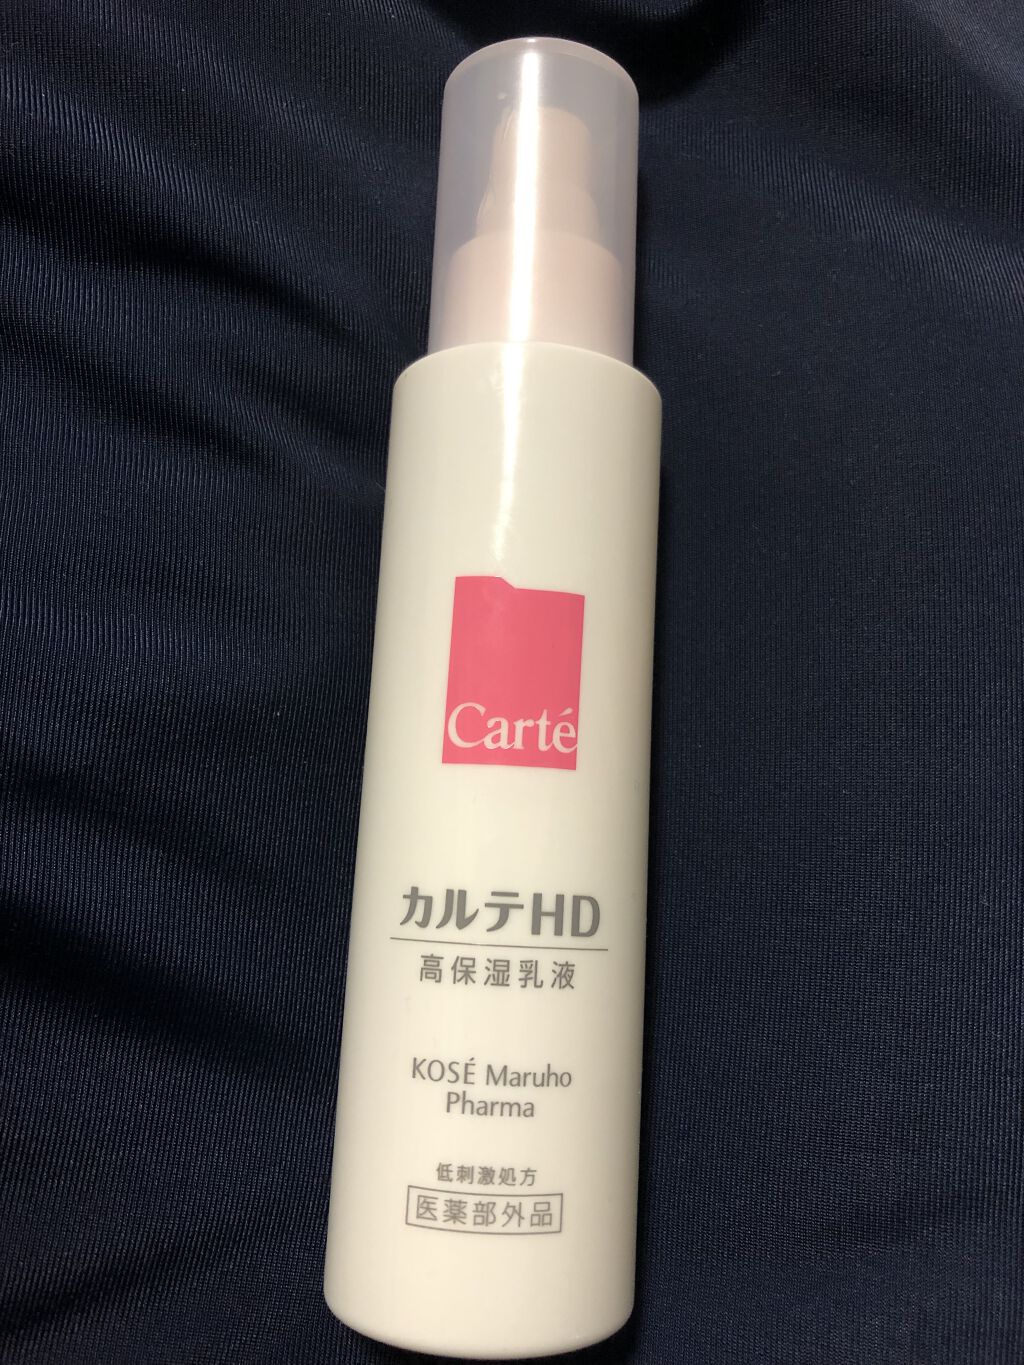 Carté
カルテHD
高保湿乳液
KOSÉ Maruho
Pharma
低刺激処方
医薬部外品